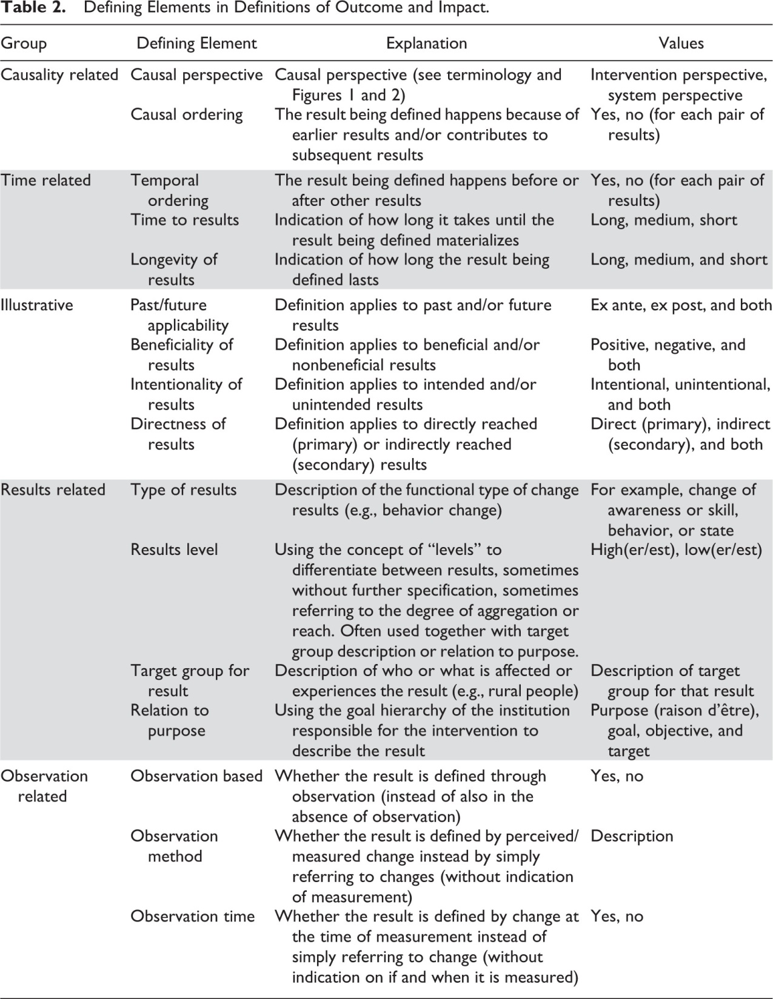 Table 2. Defining Elements in Definitions of Outcome and Impact.
Group Defining Element Explanation Values
Causality related Causal perspective Causal perspective (see terminology and Intervention perspective,
Figures 1 and 2) system perspective
Causal ordering The result being defined happens because of Yes, no (for each pair of
earlier results and/or contributes to results)
subsequent results
Time related Temporal The result being defined happens before or Yes, no (for each pair of
ordering after other results results)
Time to results Indication of how long it takes until the Long, medium, short
result being defined materializes
Longevity of Indication of how long the result being Long, medium, and short
results defined lasts
Illustrative Past/future Definition applies to past and/or future Ex ante, ex post, and both
applicability results
Beneficiality of Definition applies to beneficial and/or Positive, negative, and
results nonbeneficial results both
Intentionality of Definition applies to intended and/or Intentional, unintentional,
results unintended results and both
Directness of Definition applies to directly reached Direct (primary), indirect
results (primary) or indirectly reached (secondary), and both
(secondary) results
Results related Type of results Description of the functional type of change For example, change of
results (e.g., behavior change) awareness or skill,
behavior, or state
Results level Using the concept of “levels” to High(er/est), low(er/est)
differentiate between results, sometimes
without further specification, sometimes
referring to the degree of aggregation or
reach. Often used together with target
group description or relation to purpose.
Target group for Description of who or what is affected or Description of target
result experiences the result (e.g., rural people) group for that result
Relation to Using the goal hierarchy of the institution Purpose (raison d’être),
purpose responsible for the intervention to goal, objective, and
describe the result target
Observation Observation based Whether the result is defined through Yes, no
related observation (instead of also in the
absence of observation)
Observation Whether the result is defined by perceived/ Description
method measured change instead by simply
referring to changes (without indication
of measurement)
Observation time Whether the result is defined by change at Yes, no
the time of measurement instead of
simply referring to change (without
indication on if and when it is measured)